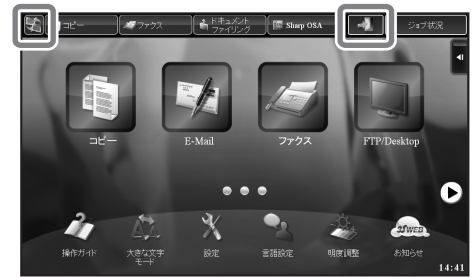 コピー
ファクス
ドキュメント
ファイリング
Sharp OSA
ジョブ状況
コピー
E-Mail
ファクス
FTP/Desktop
操作ガイド
大きな文字
モード
設定
言語設定
明度調整
お知らせ
WEB
14:41